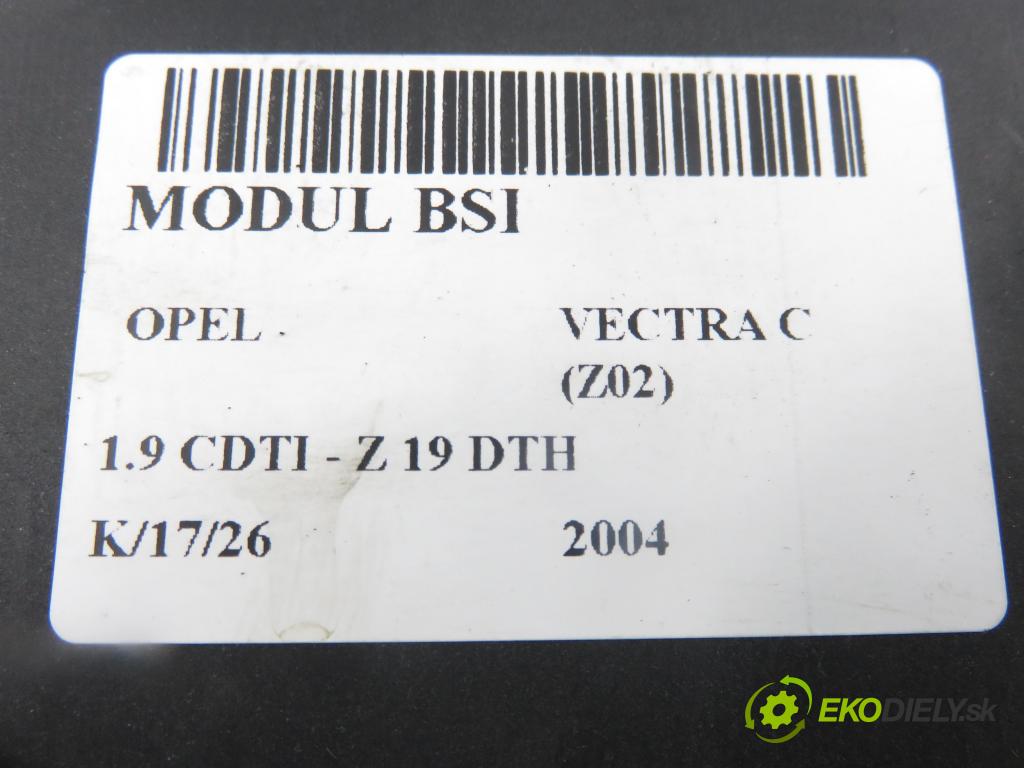 MODUL BSI
OPEL VECTRA C
(Z02)
1.9 CDTI - Z 19 DTH
K/17/26 2004
EKODIELY.sk